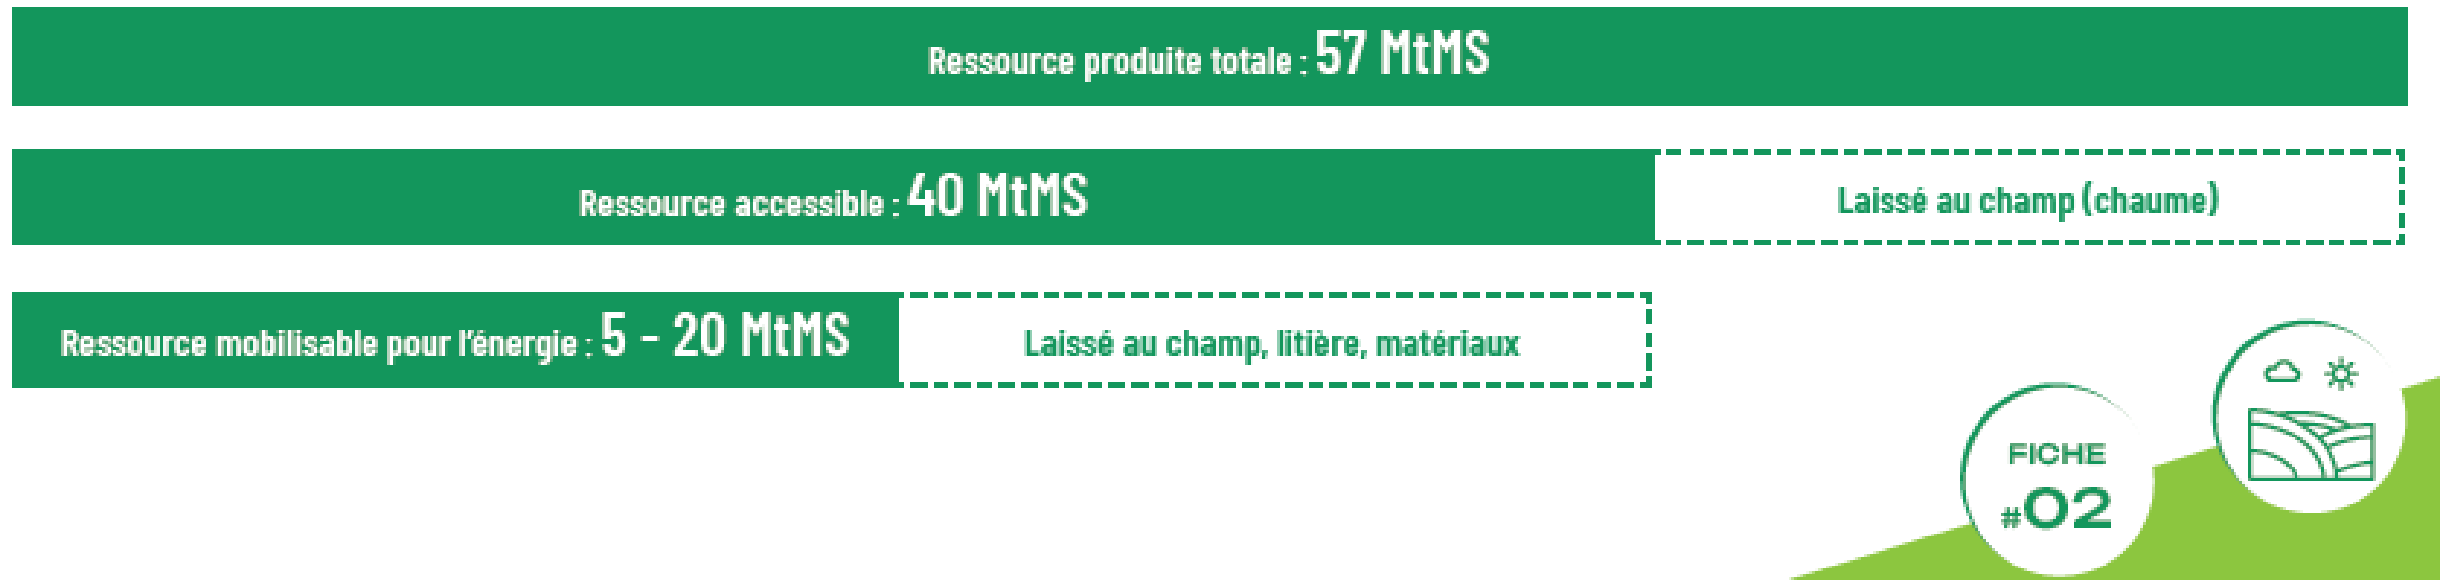 Ressource produite totale : 57 MtMS
Ressource accessible : 40 MtMS
Laissé au champ (chaume)
Ressource mobilisable pour l'énergie : 5 – 20 MtMS
Laissé au champ, litière, matériaux
FICHE
#02